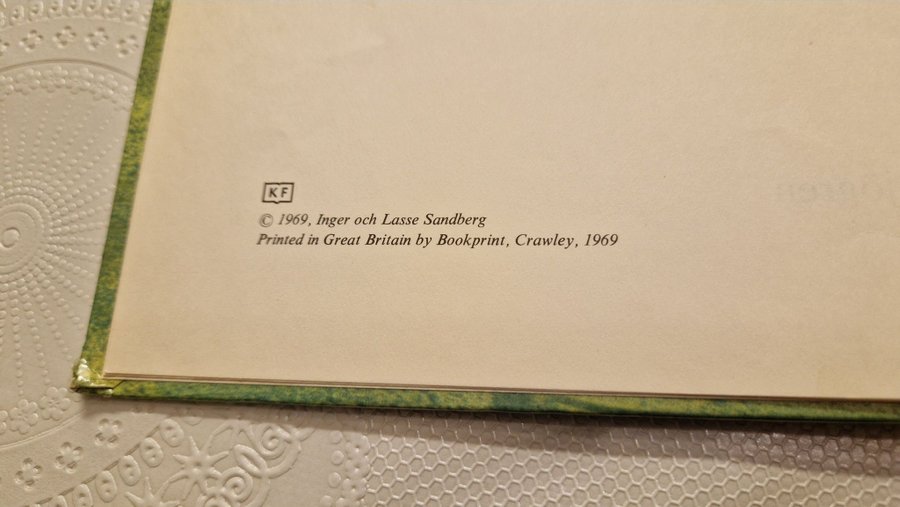 KF
© 1969, Inger och Lasse Sandberg
Printed in Great Britain by Bookprint, Crawley, 1969